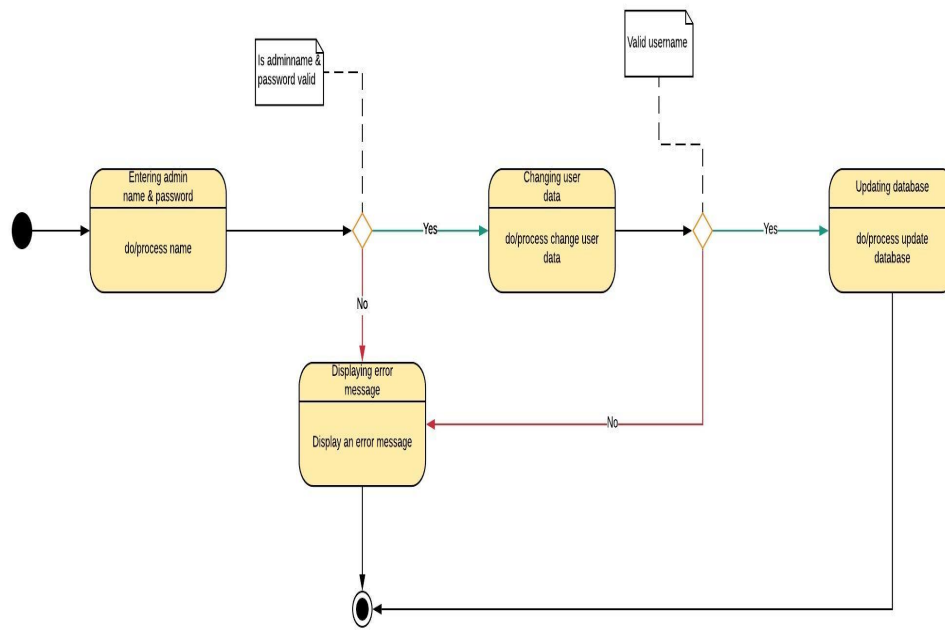 Is adminname &
password valid
Valid username
Entering admin
name & password
do/process name
Yes
Changing user
data
do/process change user
data
Yes
Updating database
do/process update
database
No
Displaying error
message
Display an error message
No